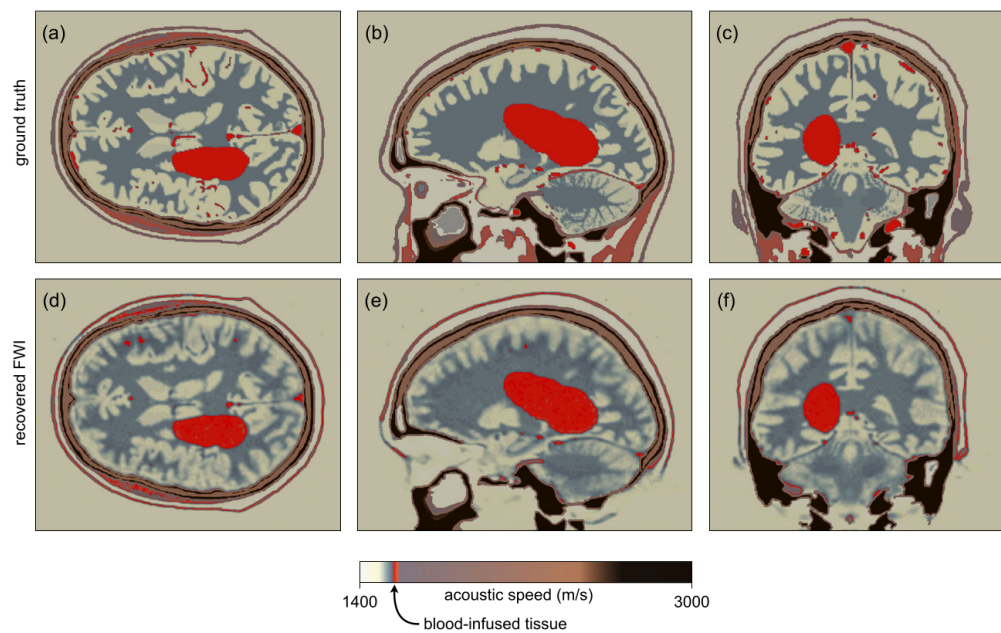 (a)
(b)
(c)
ground truth
(d)
(e)
(f)
recovered FWI
1400
acoustic speed (m/s)
3000
blood-infused tissue